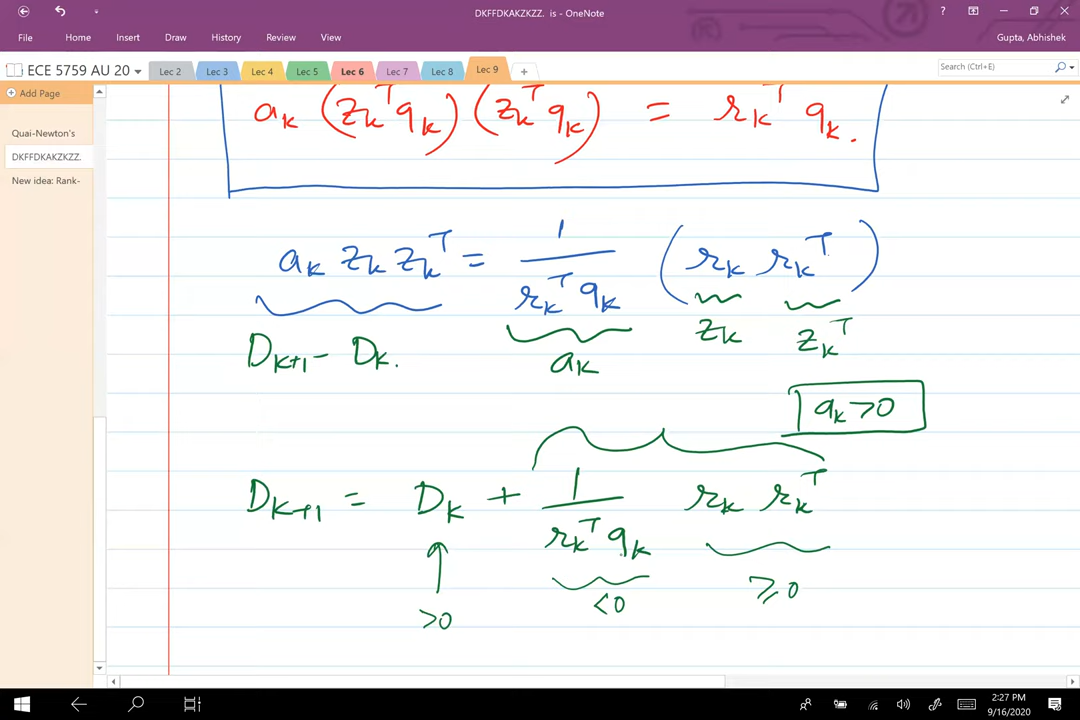 DKFFDKAKZKZZ. is - OneNote
Gupta, Abhishek
File Home Insert Draw History Review View
ECE 5759 AU 20 Lec 2 Lec 3 Lec 4 Lec 5 Lec 6 Lec 7 Lec 8 Lec 9 Search (Ctrl+E)
Add Page
Quai-Newton's
DKFFDKAKZKZZ.
New idea: Rank-
a_k (z_k^T q_k) (z_k^T q_k) = r_k^T q_k.
a_k z_k z_k^T = 1 / (r_k^T q_k) (r_k r_k^T)
D_{k+1} - D_k. a_k z_k z_k^T
a_k > 0
D_{k+1} = D_k + 1 / (r_k^T q_k) r_k r_k^T
>0 <0 ≥0
2:27 PM
9/16/2020